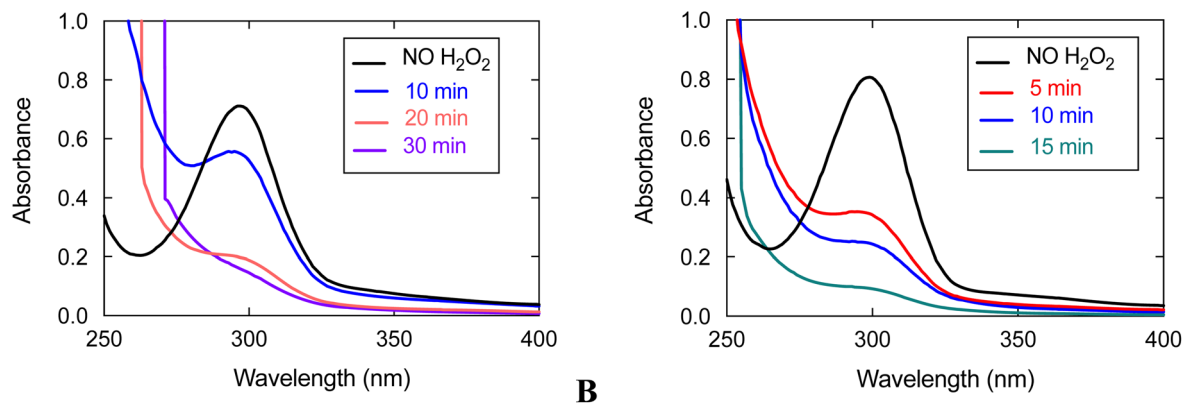 1.0
0.8
0.6
0.4
0.2
0.0
Absorbance
250
300
350
400
Wavelength (nm)
NO H₂O₂
10 min
20 min
30 min
B
1.0
0.8
0.6
0.4
0.2
0.0
Absorbance
250
300
350
400
Wavelength (nm)
NO H₂O₂
5 min
10 min
15 min